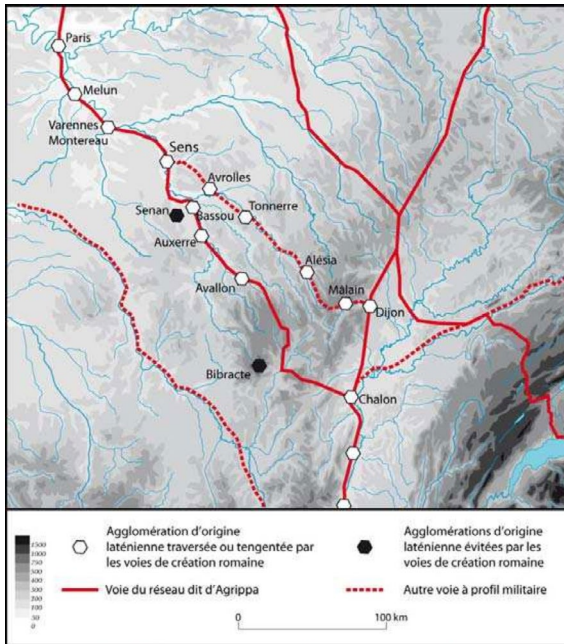 Paris
Melun
Varennes
Montereau
Sens
Avrolles
Senan
Bassou
Tonnerre
Auxerre
Alésia
Avallon
Mâlain
Dijon
Bibracte
Chalon
1500
1000
750
500
250
200
100
50
0
Agglomération d'origine
laténienne traversée ou tengentée par
les voies de création romaine
Agglomérations d'origine
laténienne évitées par les
voies de création romaine
Voie du réseau dit d'Agrippa
Autre voie à profil militaire
0
100 km